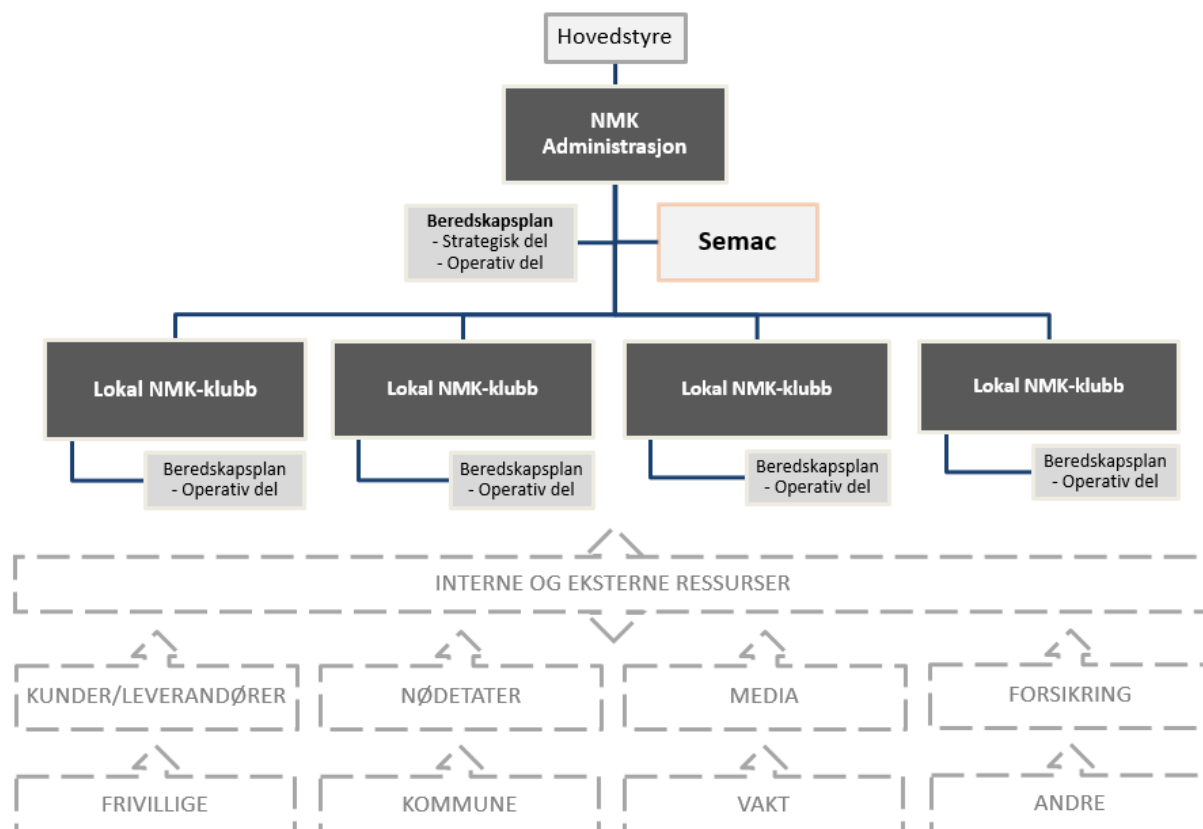 Hovedstyre
NMK
Administrasjon
Beredskapsplan
- Strategisk del
- Operativ del
Semac
Lokal NMK-klubb
Lokal NMK-klubb
Lokal NMK-klubb
Lokal NMK-klubb
Beredskapsplan
- Operativ del
Beredskapsplan
- Operativ del
Beredskapsplan
- Operativ del
Beredskapsplan
- Operativ del
INTERNE OG EKSTERNE RESSURSER
KUNDER/LEVERANDØRER
NØDETATER
MEDIA
FORSIKRING
FRIVILLIGE
KOMMUNE
VAKT
ANDRE